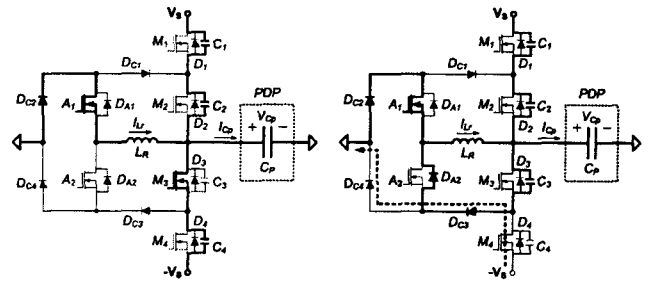 Vs
M1
C1
D1
DC1
DC2
A1
DA1
M2
C2
D2
PDP
ILr
ICp
VCp
+ −
LR
CP
D3
M3
C3
A2
DA2
DC4
D4
DC3
M4
C4
-Vs
Vs
M1
C1
D1
DC1
DC2
A1
DA1
M2
C2
D2
PDP
ILr
ICp
VCp
+ −
LR
CP
D3
M3
C3
A2
DA2
DC4
D4
DC3
M4
C4
-Vs